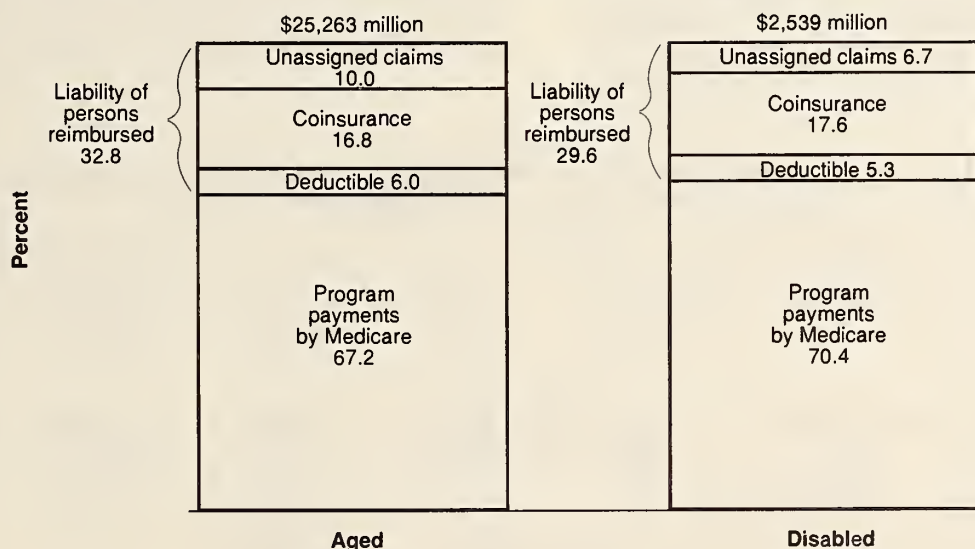 $25,263 million
Unassigned claims
10.0
Liability of
persons
reimbursed
32.8
Coinsurance
16.8
Deductible 6.0
Program
payments
by Medicare
67.2
Aged
$2,539 million
Unassigned claims 6.7
Liability of
persons
reimbursed
29.6
Coinsurance
17.6
Deductible 5.3
Program
payments
by Medicare
70.4
Disabled
Percent